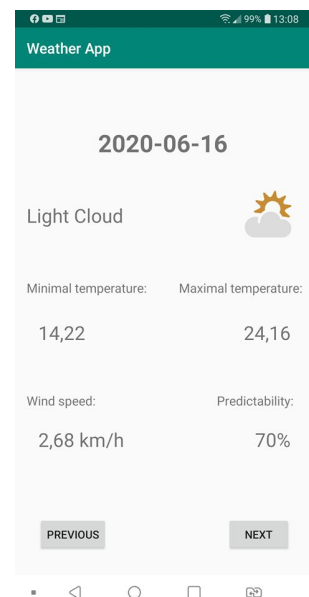 99% 13:08
Weather App
2020-06-16
Light Cloud
Minimal temperature: Maximal temperature:
14,22 24,16
Wind speed: Predictability:
2,68 km/h 70%
PREVIOUS NEXT